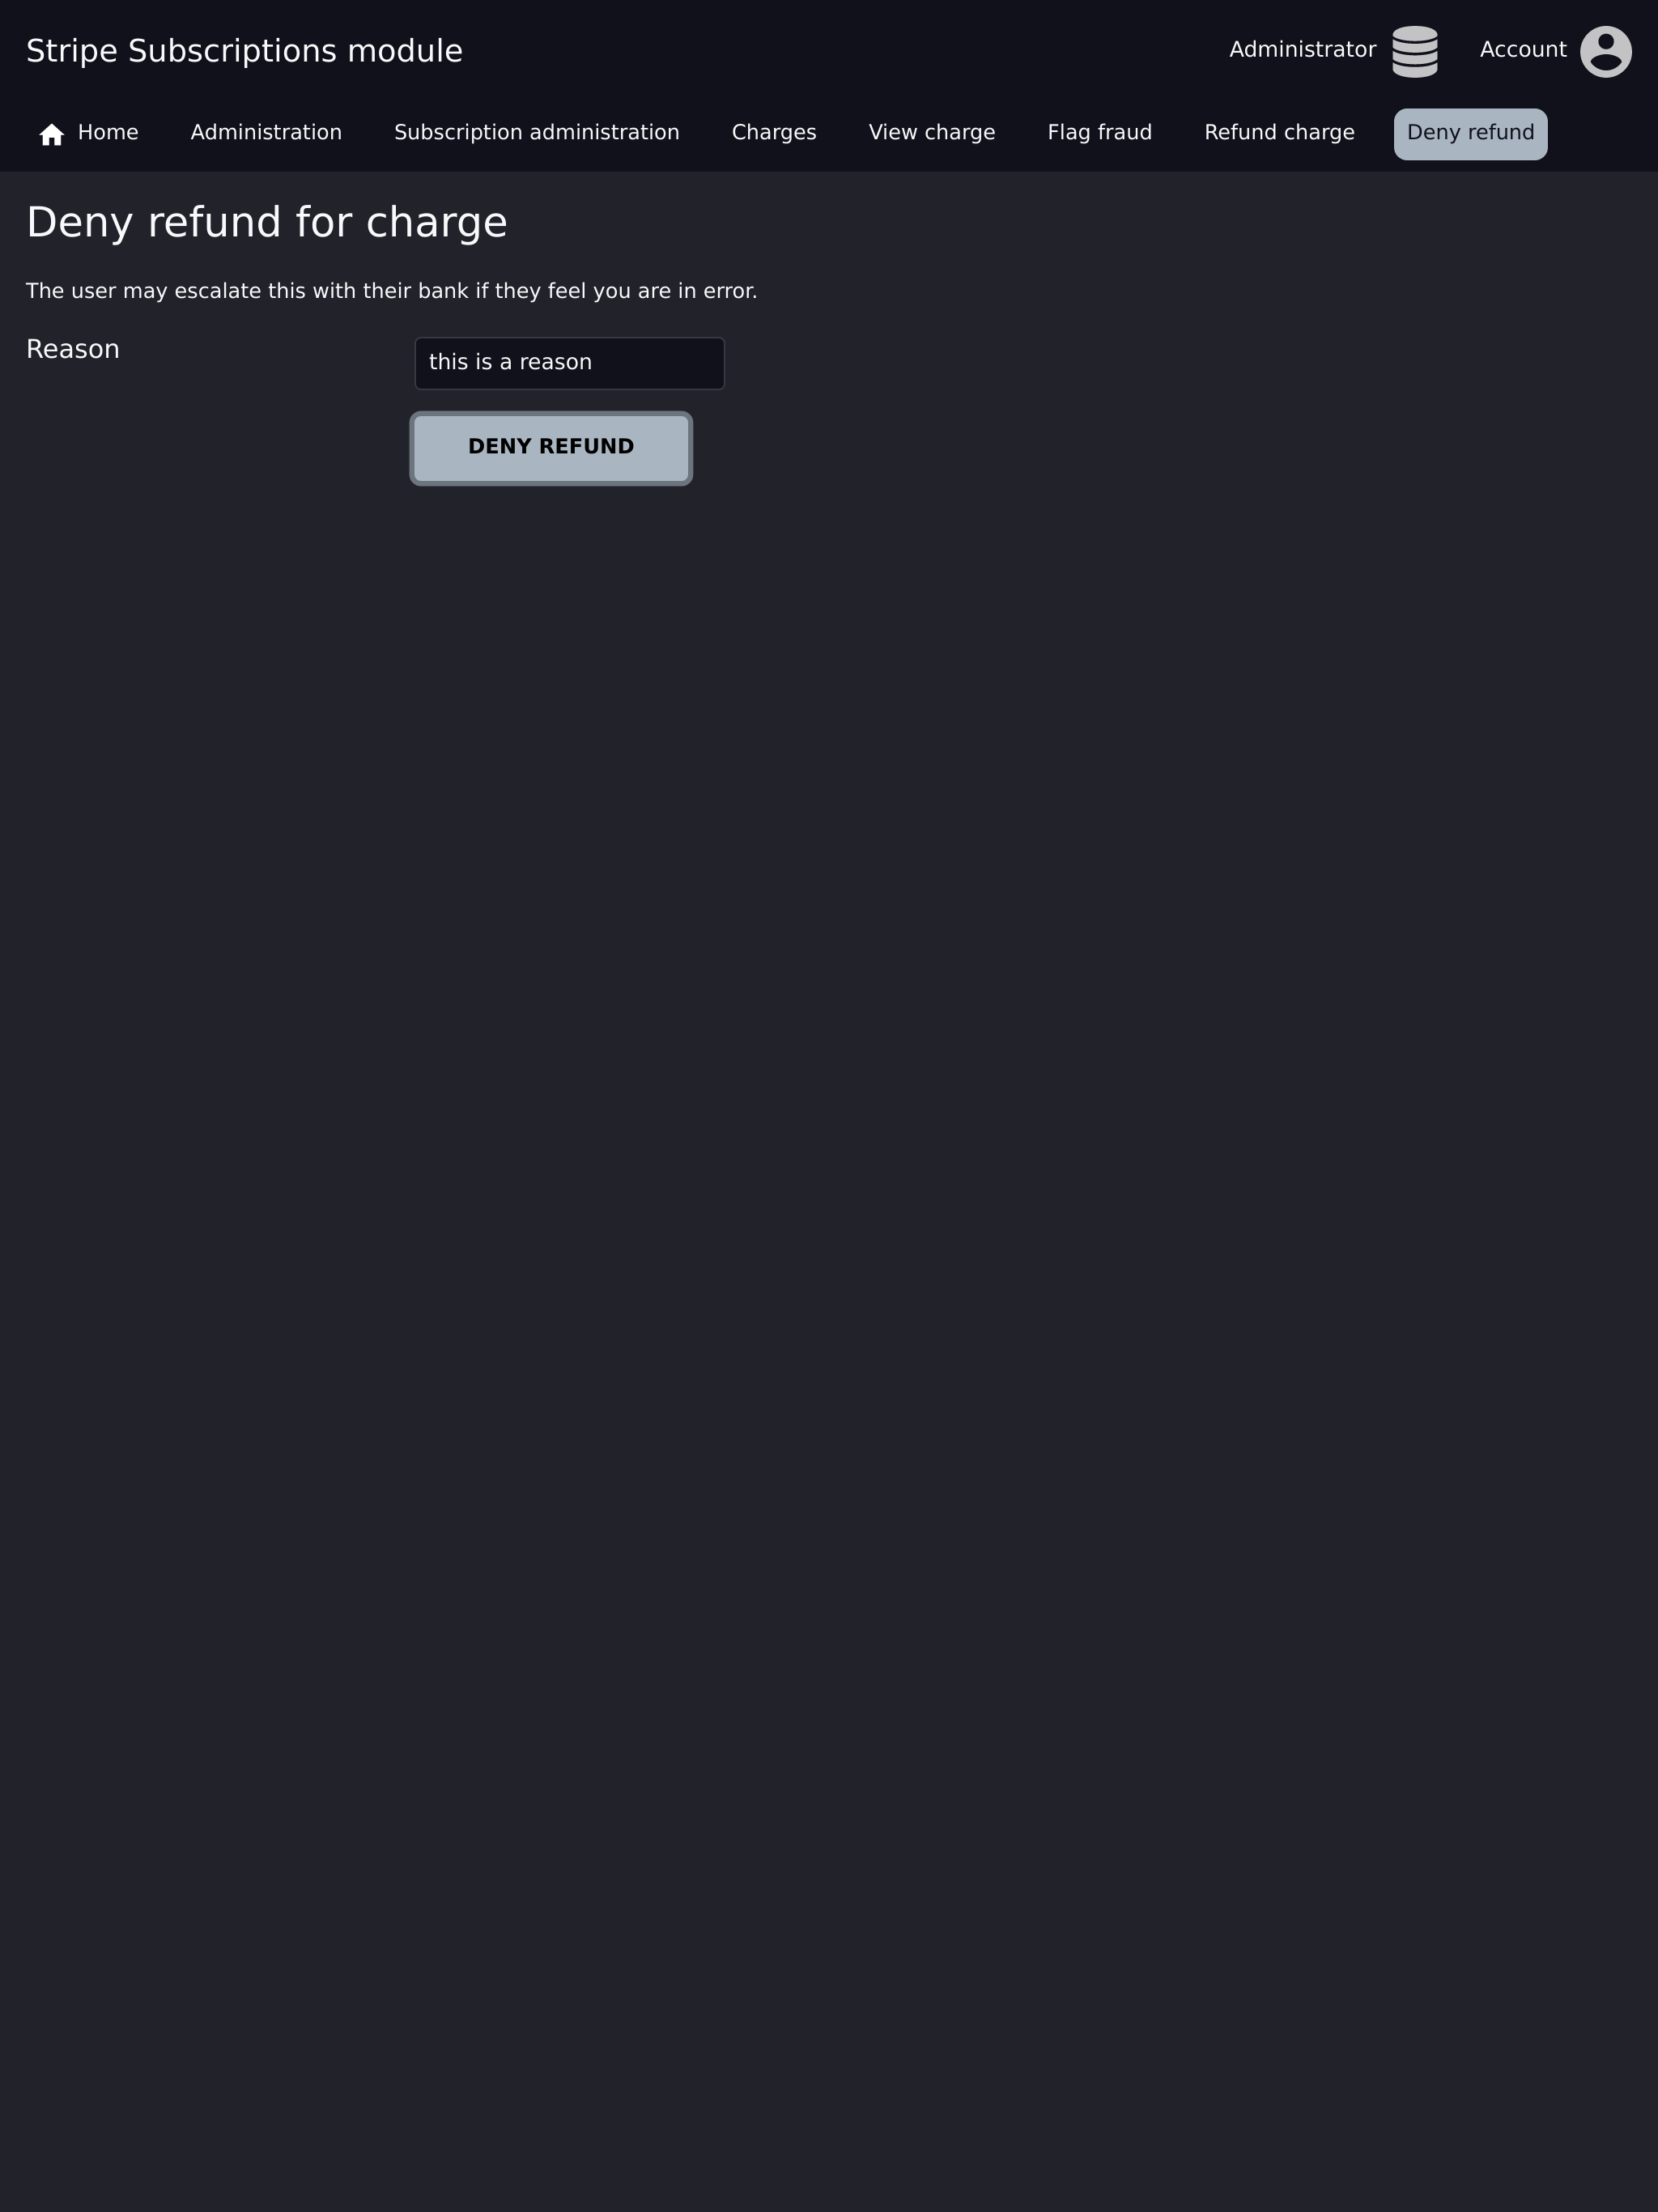 Stripe Subscriptions module
Administrator
Account
Home
Administration
Subscription administration
Charges
View charge
Flag fraud
Refund charge
Deny refund
Deny refund for charge
The user may escalate this with their bank if they feel you are in error.
Reason
this is a reason
DENY REFUND